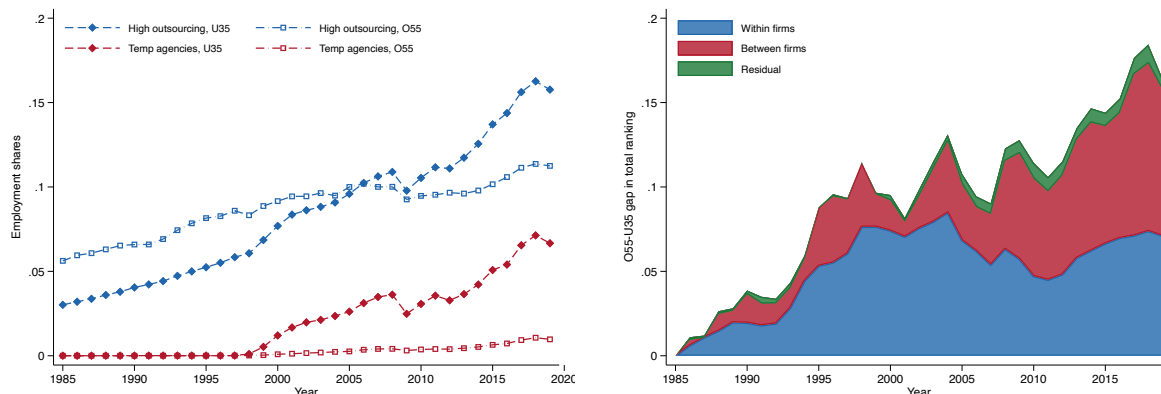 High outsourcing, U35
High outsourcing, O55
Temp agencies, U35
Temp agencies, O55
.2
.15
.1
.05
0
Employment shares
1985
1990
1995
2000
2005
2010
2015
2020
Year
Within firms
Between firms
Residual
.2
.15
.1
.05
0
O55-U35 gap in total ranking
1985
1990
1995
2000
2005
2010
2015
Year